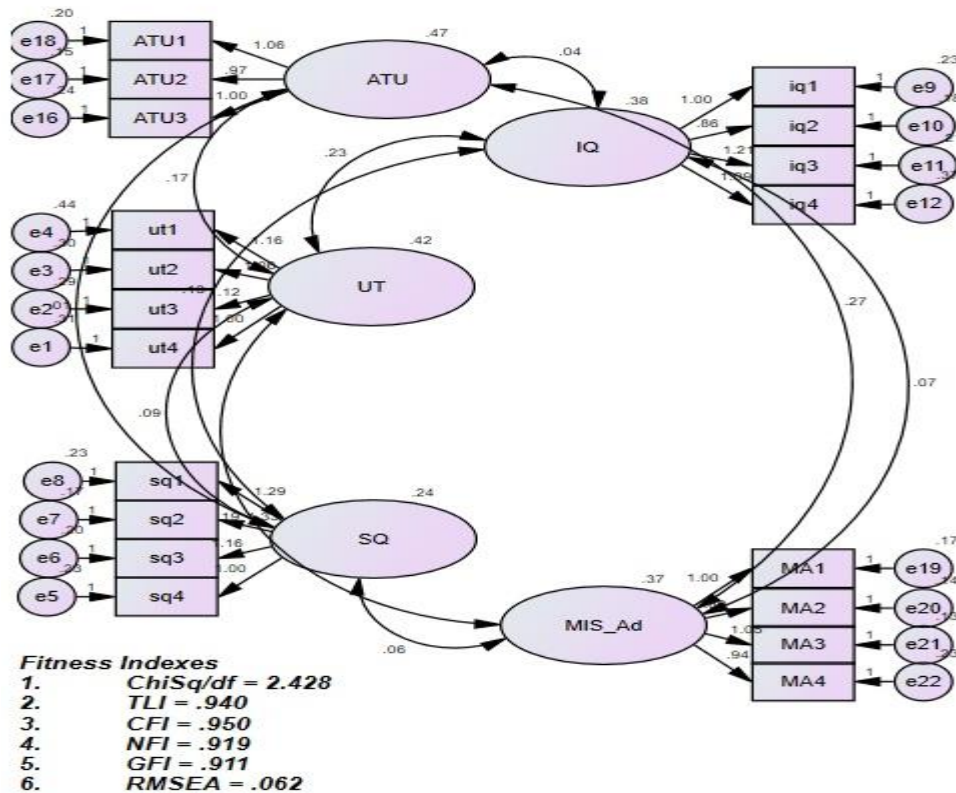 .20
e18 1 ATU1 1.06 .47 .04
.15
e17 1 ATU2 .97 ATU
.24
e16 1 ATU3 1.00
.23
1.00 iq1 1 e9
.38 .86 iq2 1 e10
IQ 1.21 iq3 1 e11
iq4 1 e12
.23
.17
.44
e4 1 ut1 1.16 .42
e3 1 ut2 UT
.29
e2 1 ut3 .12
e1 1 ut4
.27
.07
.09
.23
e8 1 sq1 1.29 .24
.17
e7 1 sq2 SQ
.20
e6 1 sq3 1.16
e5 1 sq4 1.00
.17
.37 1.00 MA1 1 e19
MIS_Ad MA2 1 e20
1.05 MA3 1 e21
.06 .94 MA4 1 e22
Fitness Indexes
1. ChiSq/df = 2.428
2. TLI = .940
3. CFI = .950
4. NFI = .919
5. GFI = .911
6. RMSEA = .062